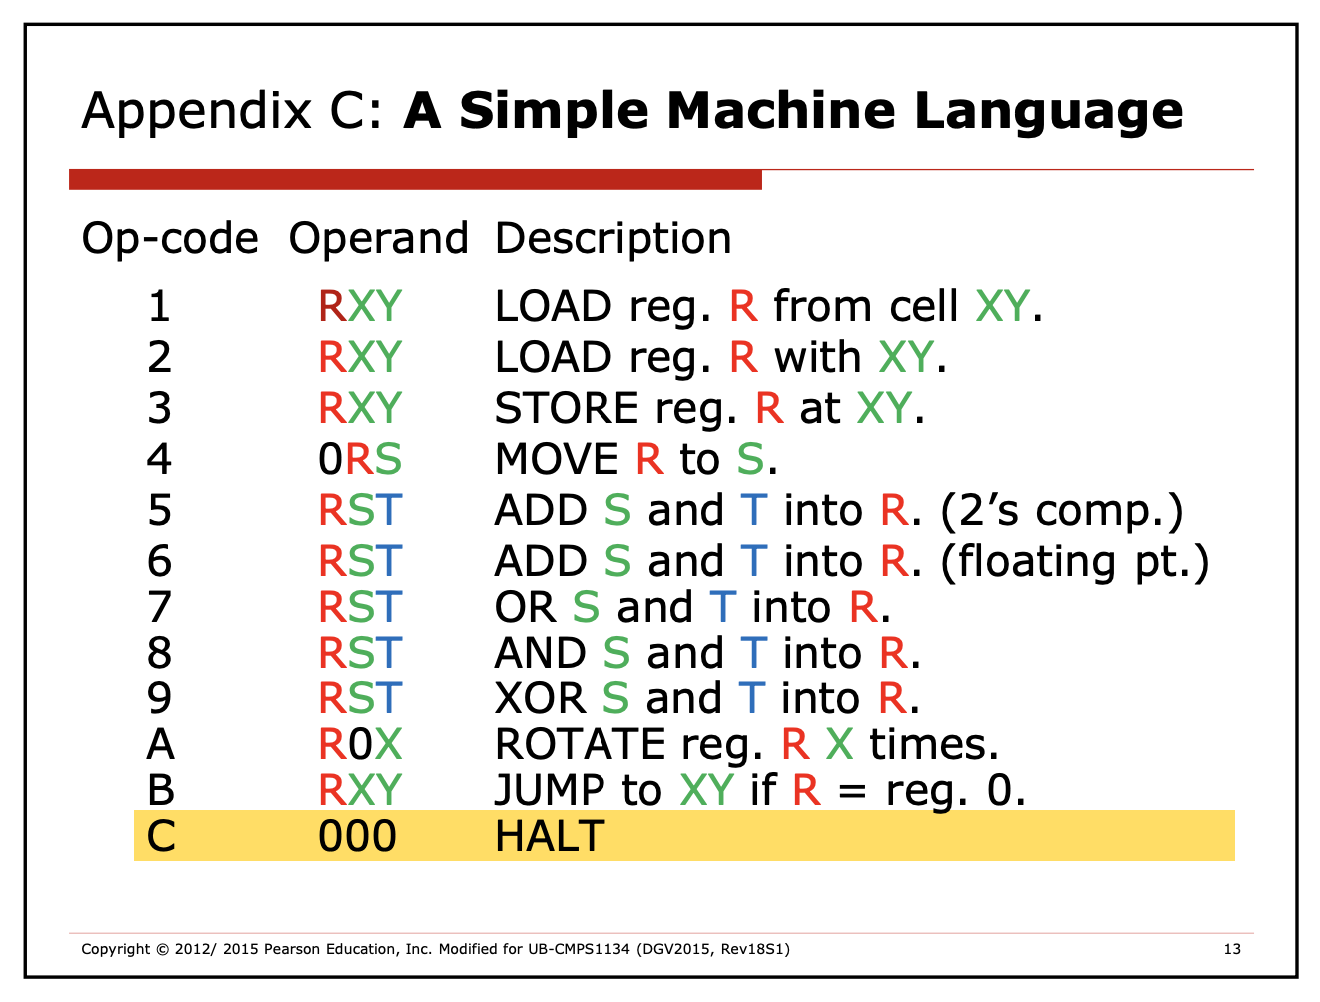 Appendix C: A Simple Machine Language
Op-code Operand Description
1 RXY LOAD reg. R from cell XY.
2 RXY LOAD reg. R with XY.
3 RXY STORE reg. R at XY.
4 0RS MOVE R to S.
5 RST ADD S and T into R. (2’s comp.)
6 RST ADD S and T into R. (floating pt.)
7 RST OR S and T into R.
8 RST AND S and T into R.
9 RST XOR S and T into R.
A R0X ROTATE reg. R X times.
B RXY JUMP to XY if R = reg. 0.
C 000 HALT
Copyright © 2012/ 2015 Pearson Education, Inc. Modified for UB-CMPS1134 (DGV2015, Rev18S1) 13